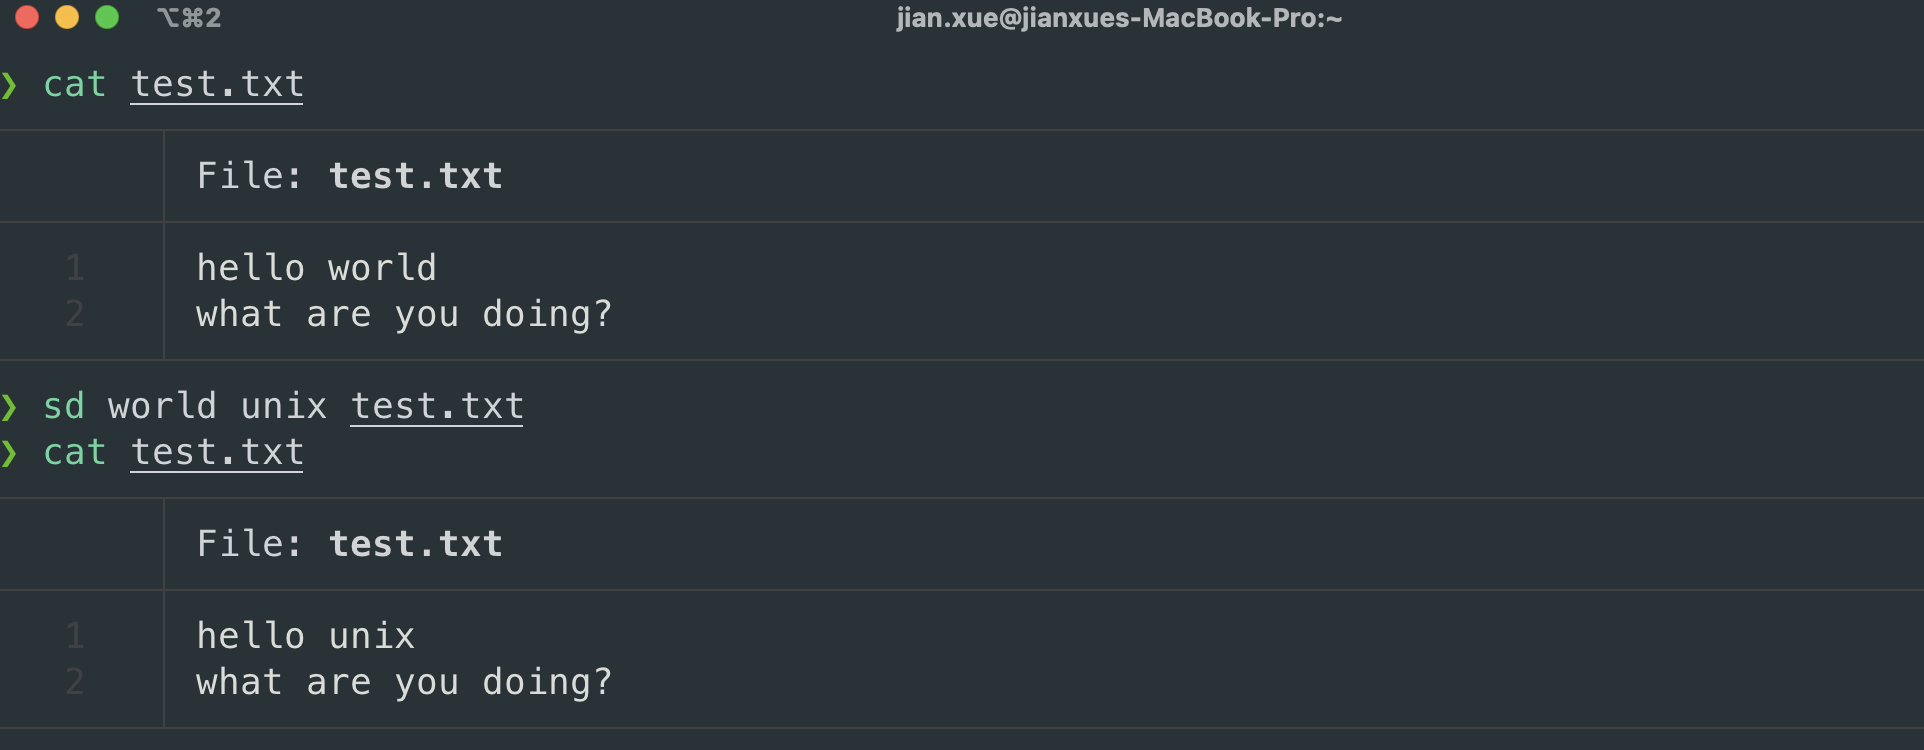 ⌥⌘2 jian.xue@jianxues-MacBook-Pro:~
❯ cat test.txt
File: test.txt
1 hello world
2 what are you doing?
❯ sd world unix test.txt
❯ cat test.txt
File: test.txt
1 hello unix
2 what are you doing?